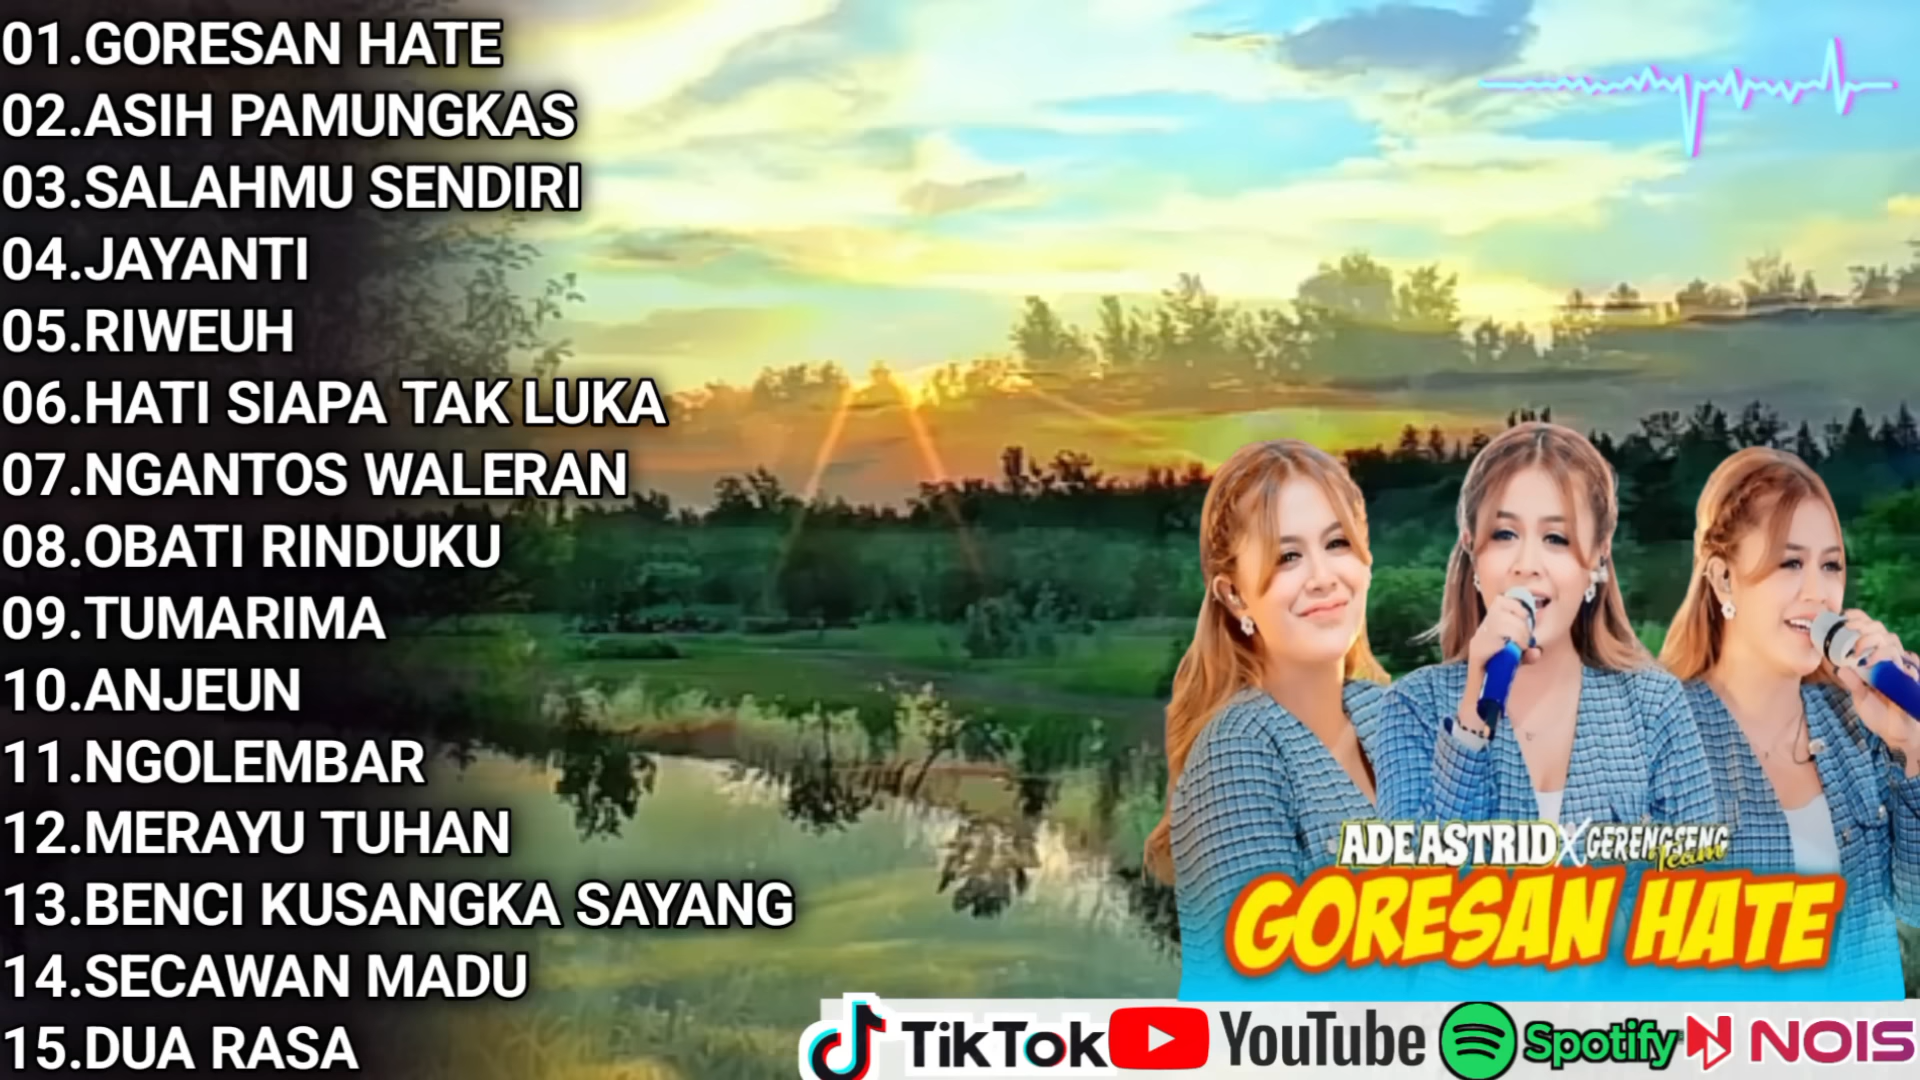 01.GORESAN HATE
02.ASIH PAMUNGKAS
03.SALAHMU SENDIRI
04.JAYANTI
05.RIWEUH
06.HATI SIAPA TAK LUKA
07.NGANTOS WALERAN
08.OBATI RINDUKU
09.TUMARIMA
10.ANJEUN
11.NGOLEMBAR
12.MERAYU TUHAN
13.BENCI KUSANGKA SAYANG
14.SECAWAN MADU
15.DUA RASA
ADE ASTRID X GERENGSENG Team
GORESAN HATE
TikTok YouTube Spotify NOIS